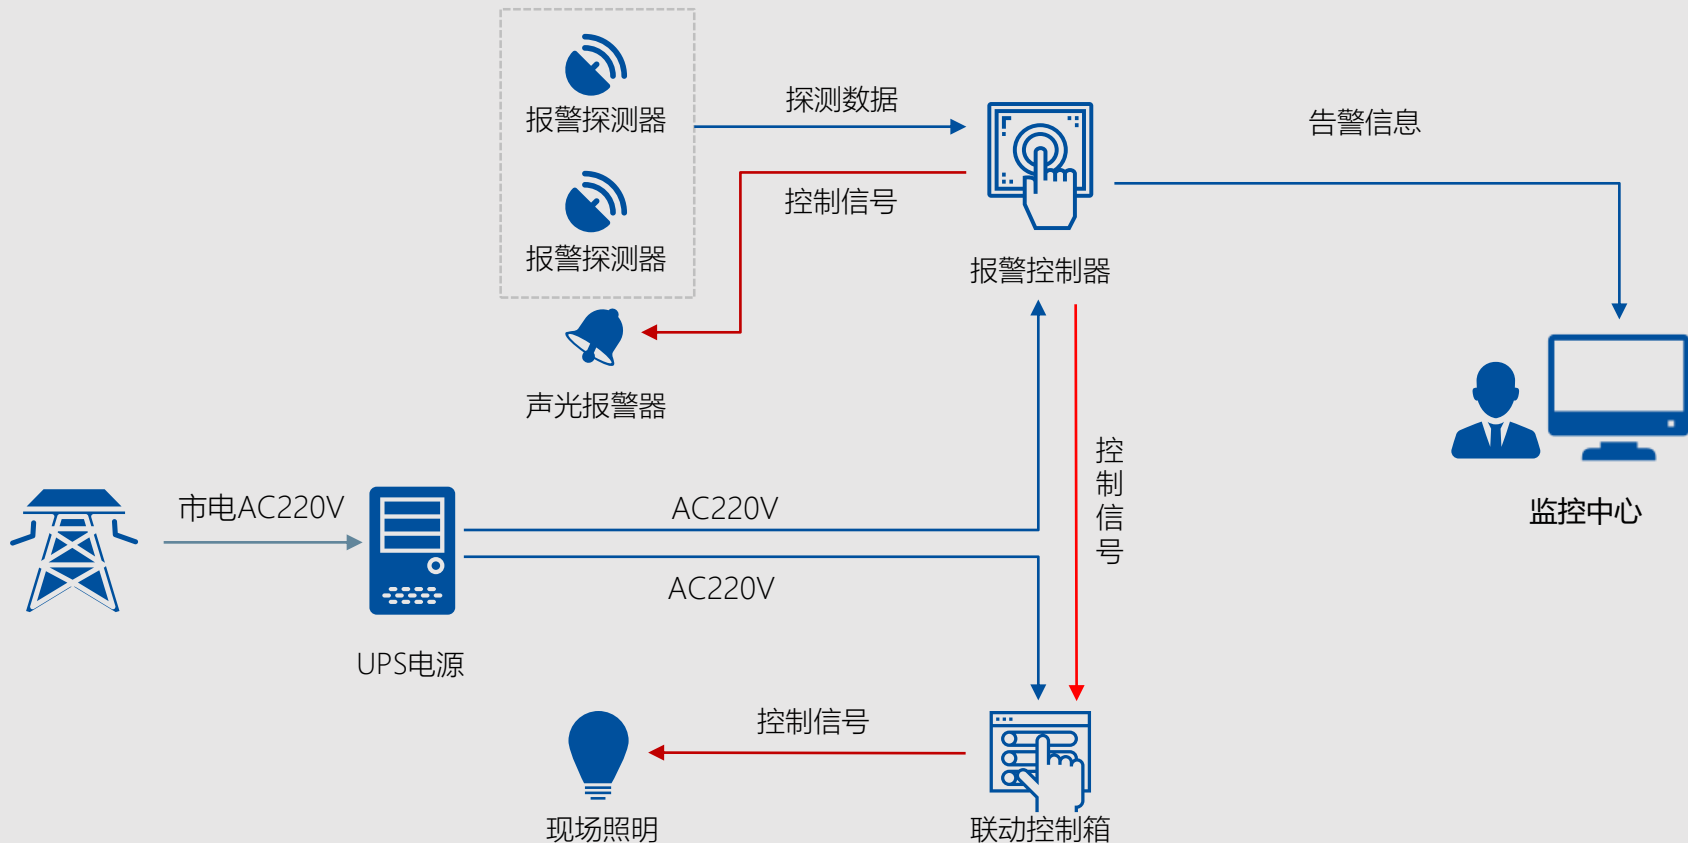 报警探测器
探测数据
告警信息
控制信号
报警探测器
报警控制器
声光报警器
控制信号
市电AC220V
AC220V
监控中心
AC220V
UPS电源
控制信号
现场照明
联动控制箱